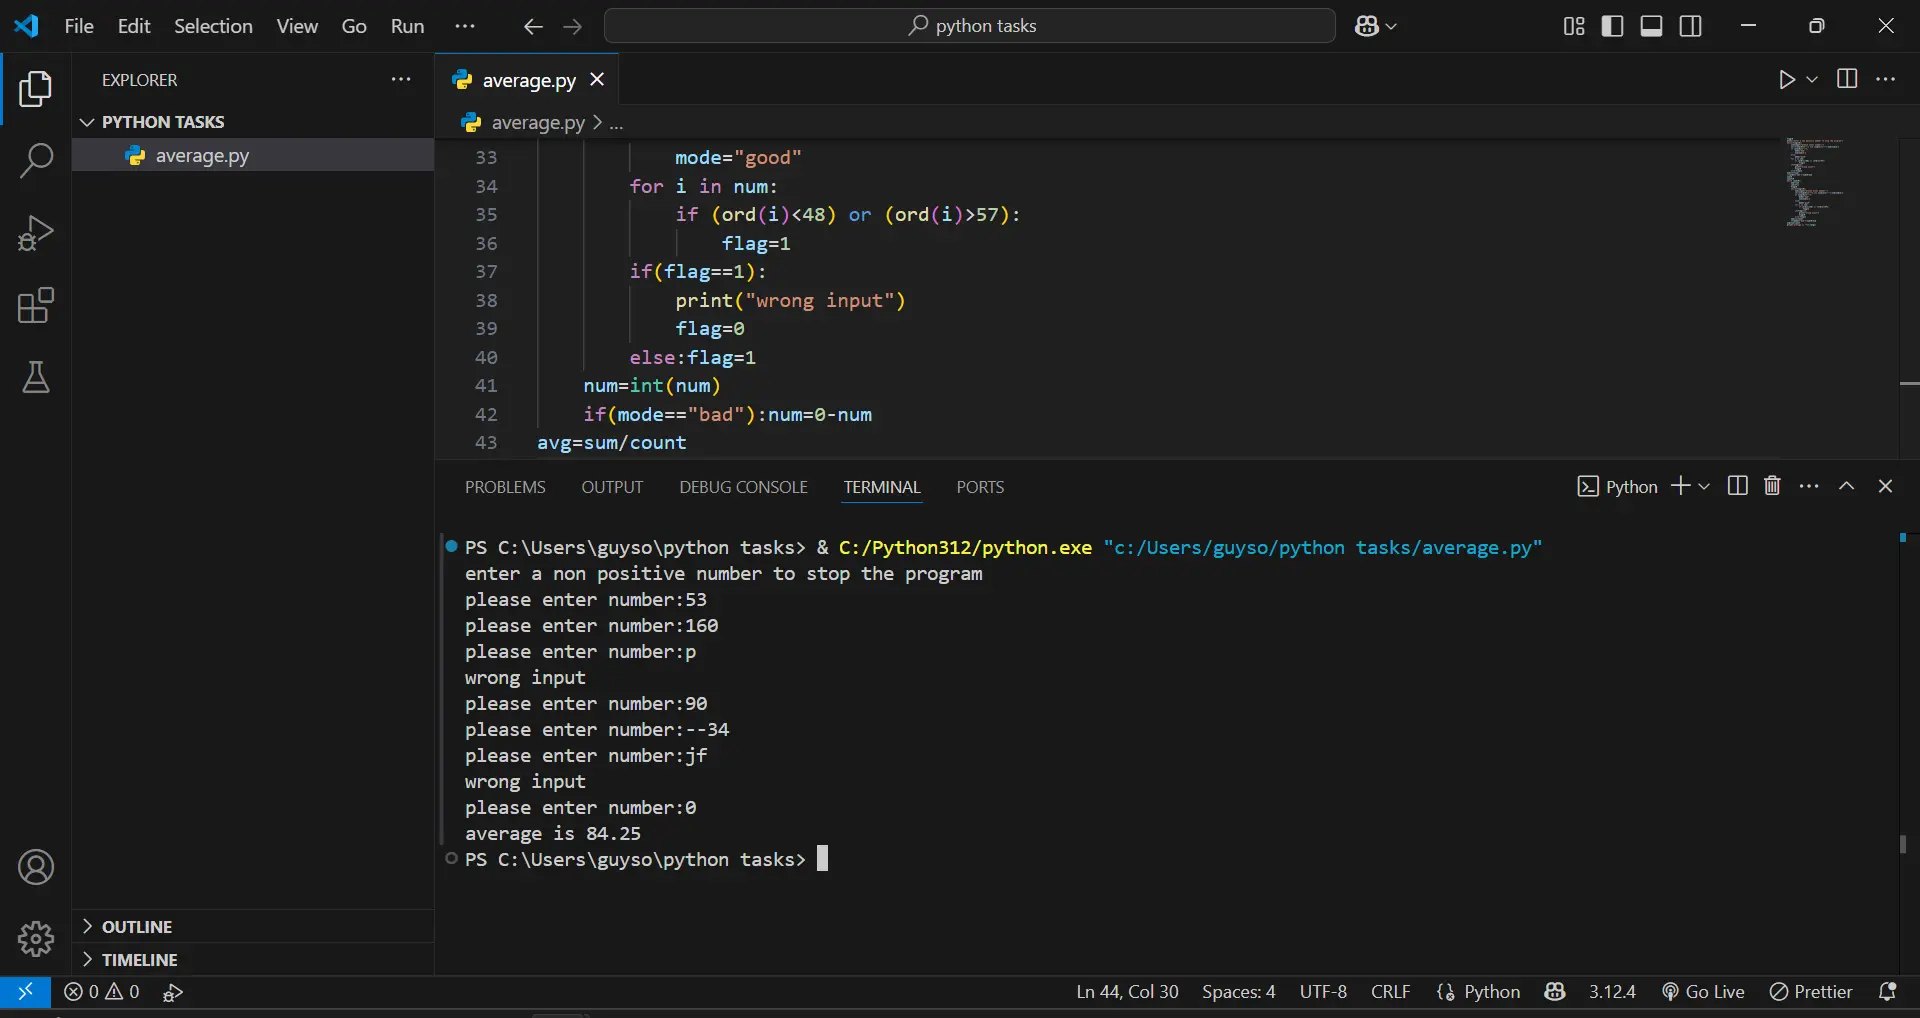 File Edit Selection View Go Run ··· python tasks
EXPLORER ···
PYTHON TASKS
average.py
OUTLINE
TIMELINE
average.py
average.py > ...
33 mode="good"
34 for i in num:
35 if (ord(i)<48) or (ord(i)>57):
36 flag=1
37 if(flag==1):
38 print("wrong input")
39 flag=0
40 else:flag=1
41 num=int(num)
42 if(mode=="bad"):num=0-num
43 avg=sum/count
PROBLEMS OUTPUT DEBUG CONSOLE TERMINAL PORTS Python
PS C:\Users\guyso\python tasks> & C:/Python312/python.exe "c:/Users/guyso/python tasks/average.py"
enter a non positive number to stop the program
please enter number:53
please enter number:160
please enter number:p
wrong input
please enter number:90
please enter number:--34
please enter number:jf
wrong input
please enter number:0
average is 84.25
PS C:\Users\guyso\python tasks>
0 0 Ln 44, Col 30 Spaces: 4 UTF-8 CRLF Python 3.12.4 Go Live Prettier